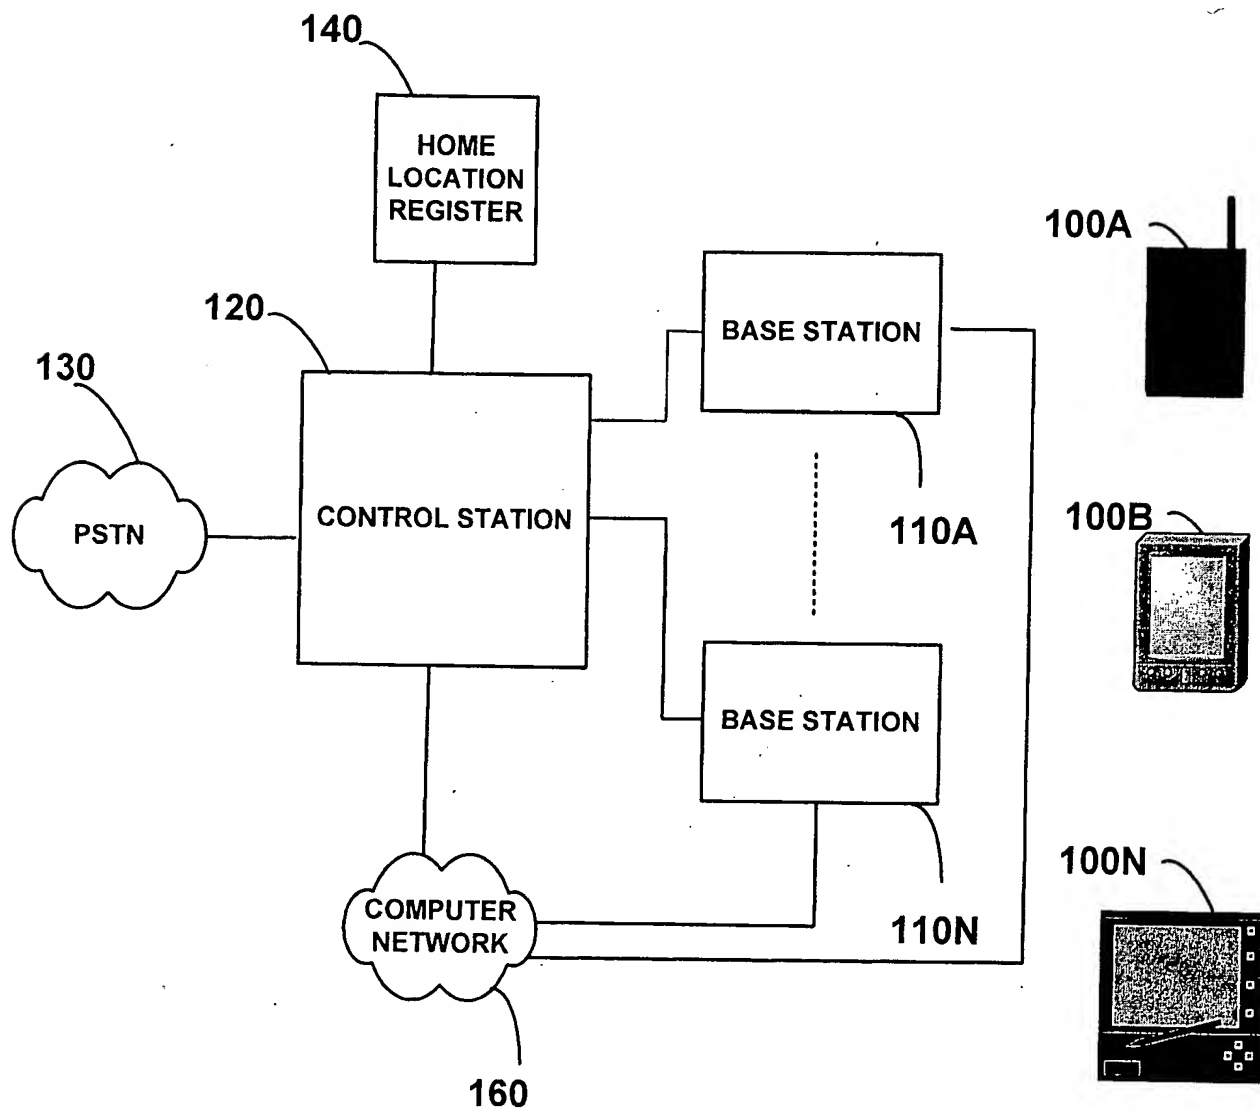 140
HOME
LOCATION
REGISTER
100A
120
BASE STATION
130
CONTROL STATION
PSTN
110A
100B
BASE STATION
100N
COMPUTER
NETWORK
110N
160